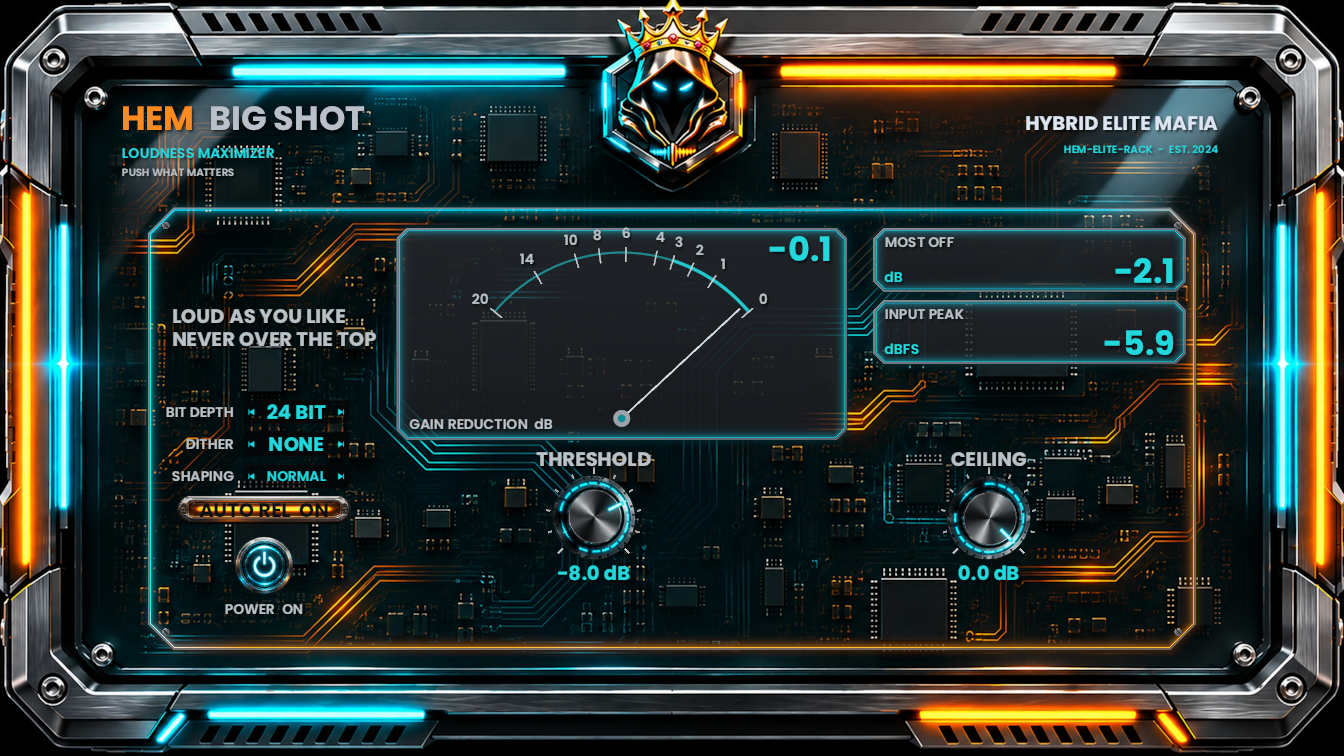 HEM BIG SHOT
LOUDNESS MAXIMIZER
PUSH WHAT MATTERS
HYBRID ELITE MAFIA
HEM-ELITE-RACK - EST. 2024
20 14 10 8 6 4 3 2 1 0
-0.1
GAIN REDUCTION dB
MOST OFF
dB -2.1
INPUT PEAK
dBFS -5.9
LOUD AS YOU LIKE
NEVER OVER THE TOP
BIT DEPTH 24 BIT
DITHER NONE
SHAPING NORMAL
AUTO REL ON
POWER ON
THRESHOLD
-8.0 dB
CEILING
0.0 dB